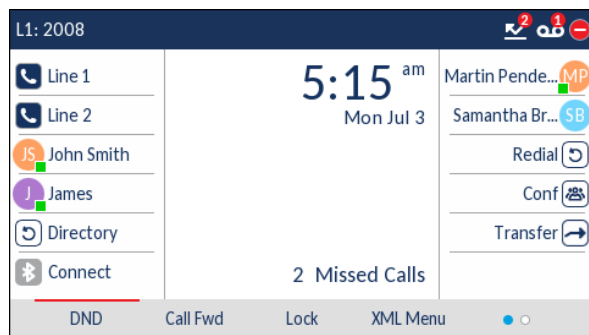 L1: 2008
2
1
Line 1
Line 2
JS John Smith
J James
Directory
Connect
5:15 am
Mon Jul 3
2 Missed Calls
Martin Pende... MP
Samantha Br... SB
Redial
Conf
Transfer
DND Call Fwd Lock XML Menu